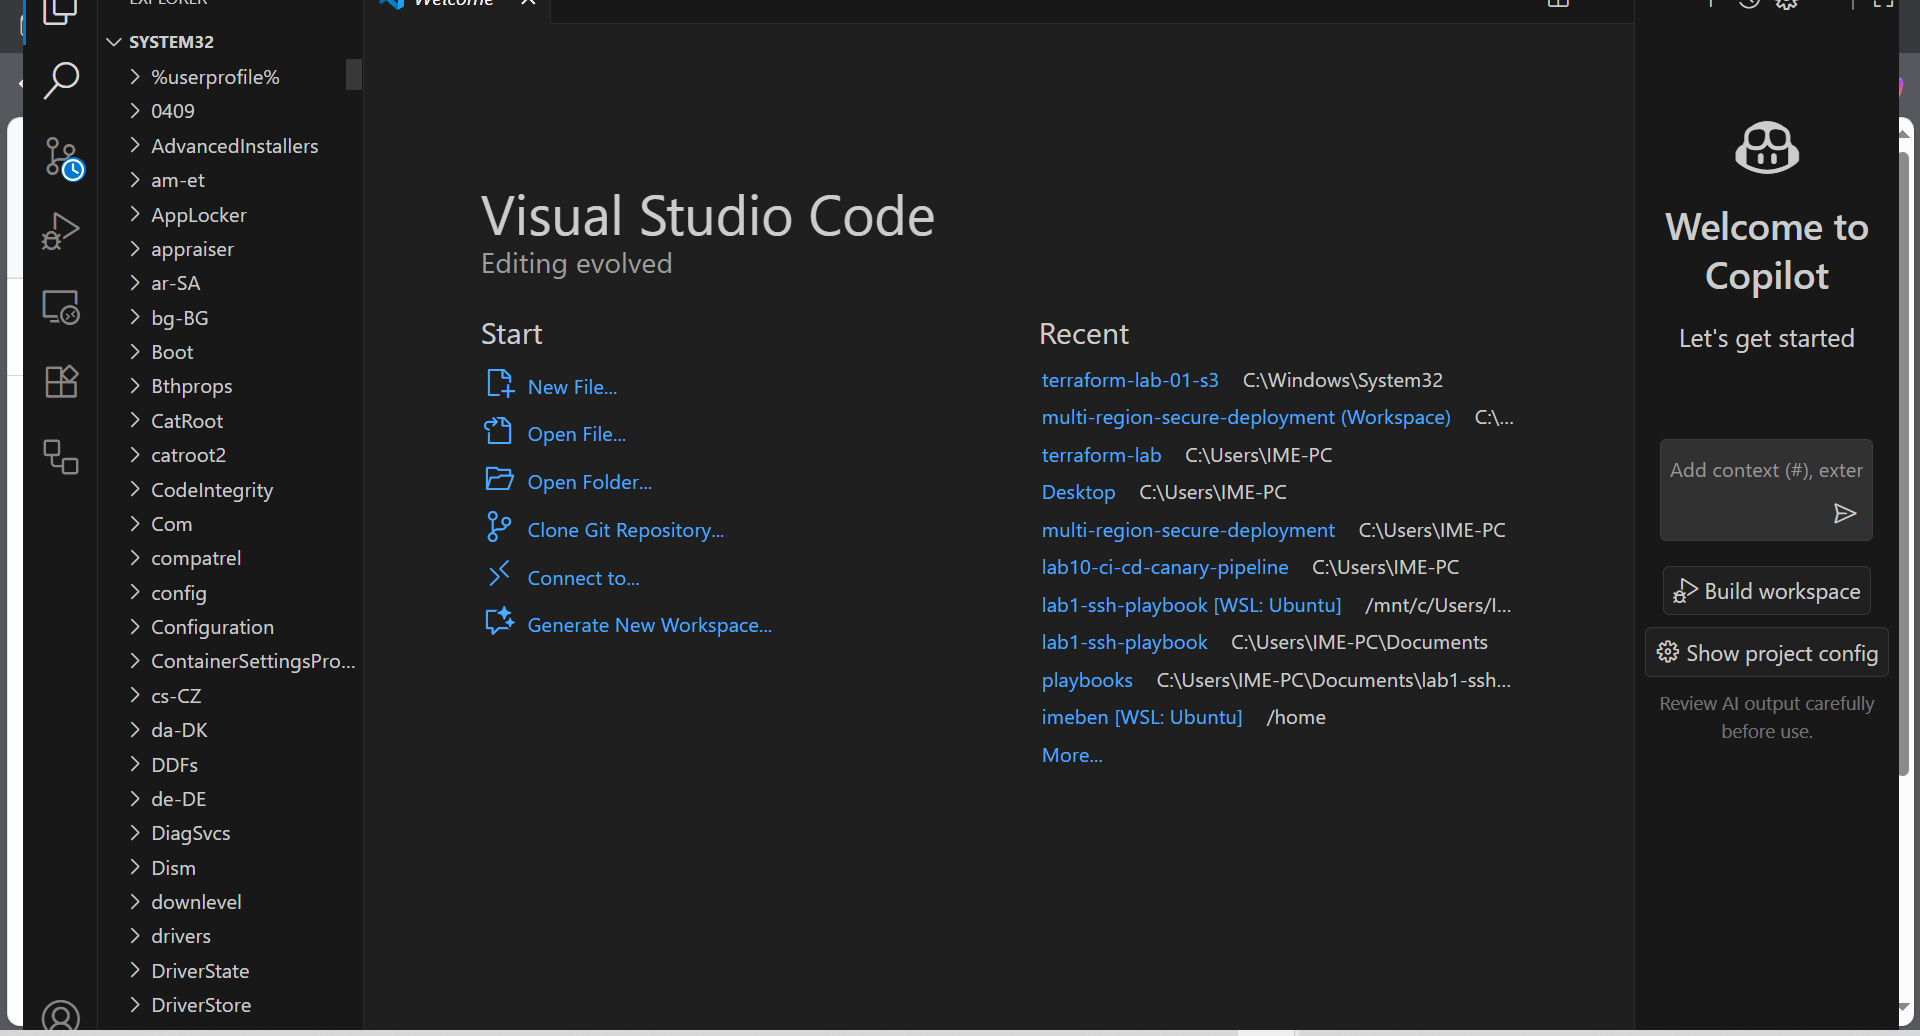 EXPLORER
Welcome
SYSTEM32
%userprofile%
0409
AdvancedInstallers
am-et
AppLocker
appraiser
ar-SA
bg-BG
Boot
Bthprops
CatRoot
catroot2
CodeIntegrity
Com
compatrel
config
Configuration
ContainerSettingsPro...
cs-CZ
da-DK
DDFs
de-DE
DiagSvcs
Dism
downlevel
drivers
DriverState
DriverStore
Visual Studio Code
Editing evolved
Start
New File...
Open File...
Open Folder...
Clone Git Repository...
Connect to...
Generate New Workspace...
Recent
terraform-lab-01-s3 C:\Windows\System32
multi-region-secure-deployment (Workspace) C:\...
terraform-lab C:\Users\IME-PC
Desktop C:\Users\IME-PC
multi-region-secure-deployment C:\Users\IME-PC
lab10-ci-cd-canary-pipeline C:\Users\IME-PC
lab1-ssh-playbook [WSL: Ubuntu] /mnt/c/Users/I...
lab1-ssh-playbook C:\Users\IME-PC\Documents
playbooks C:\Users\IME-PC\Documents\lab1-ssh...
imeben [WSL: Ubuntu] /home
More...
Welcome to
Copilot
Let's get started
Add context (#), exter
Build workspace
Show project config
Review AI output carefully
before use.